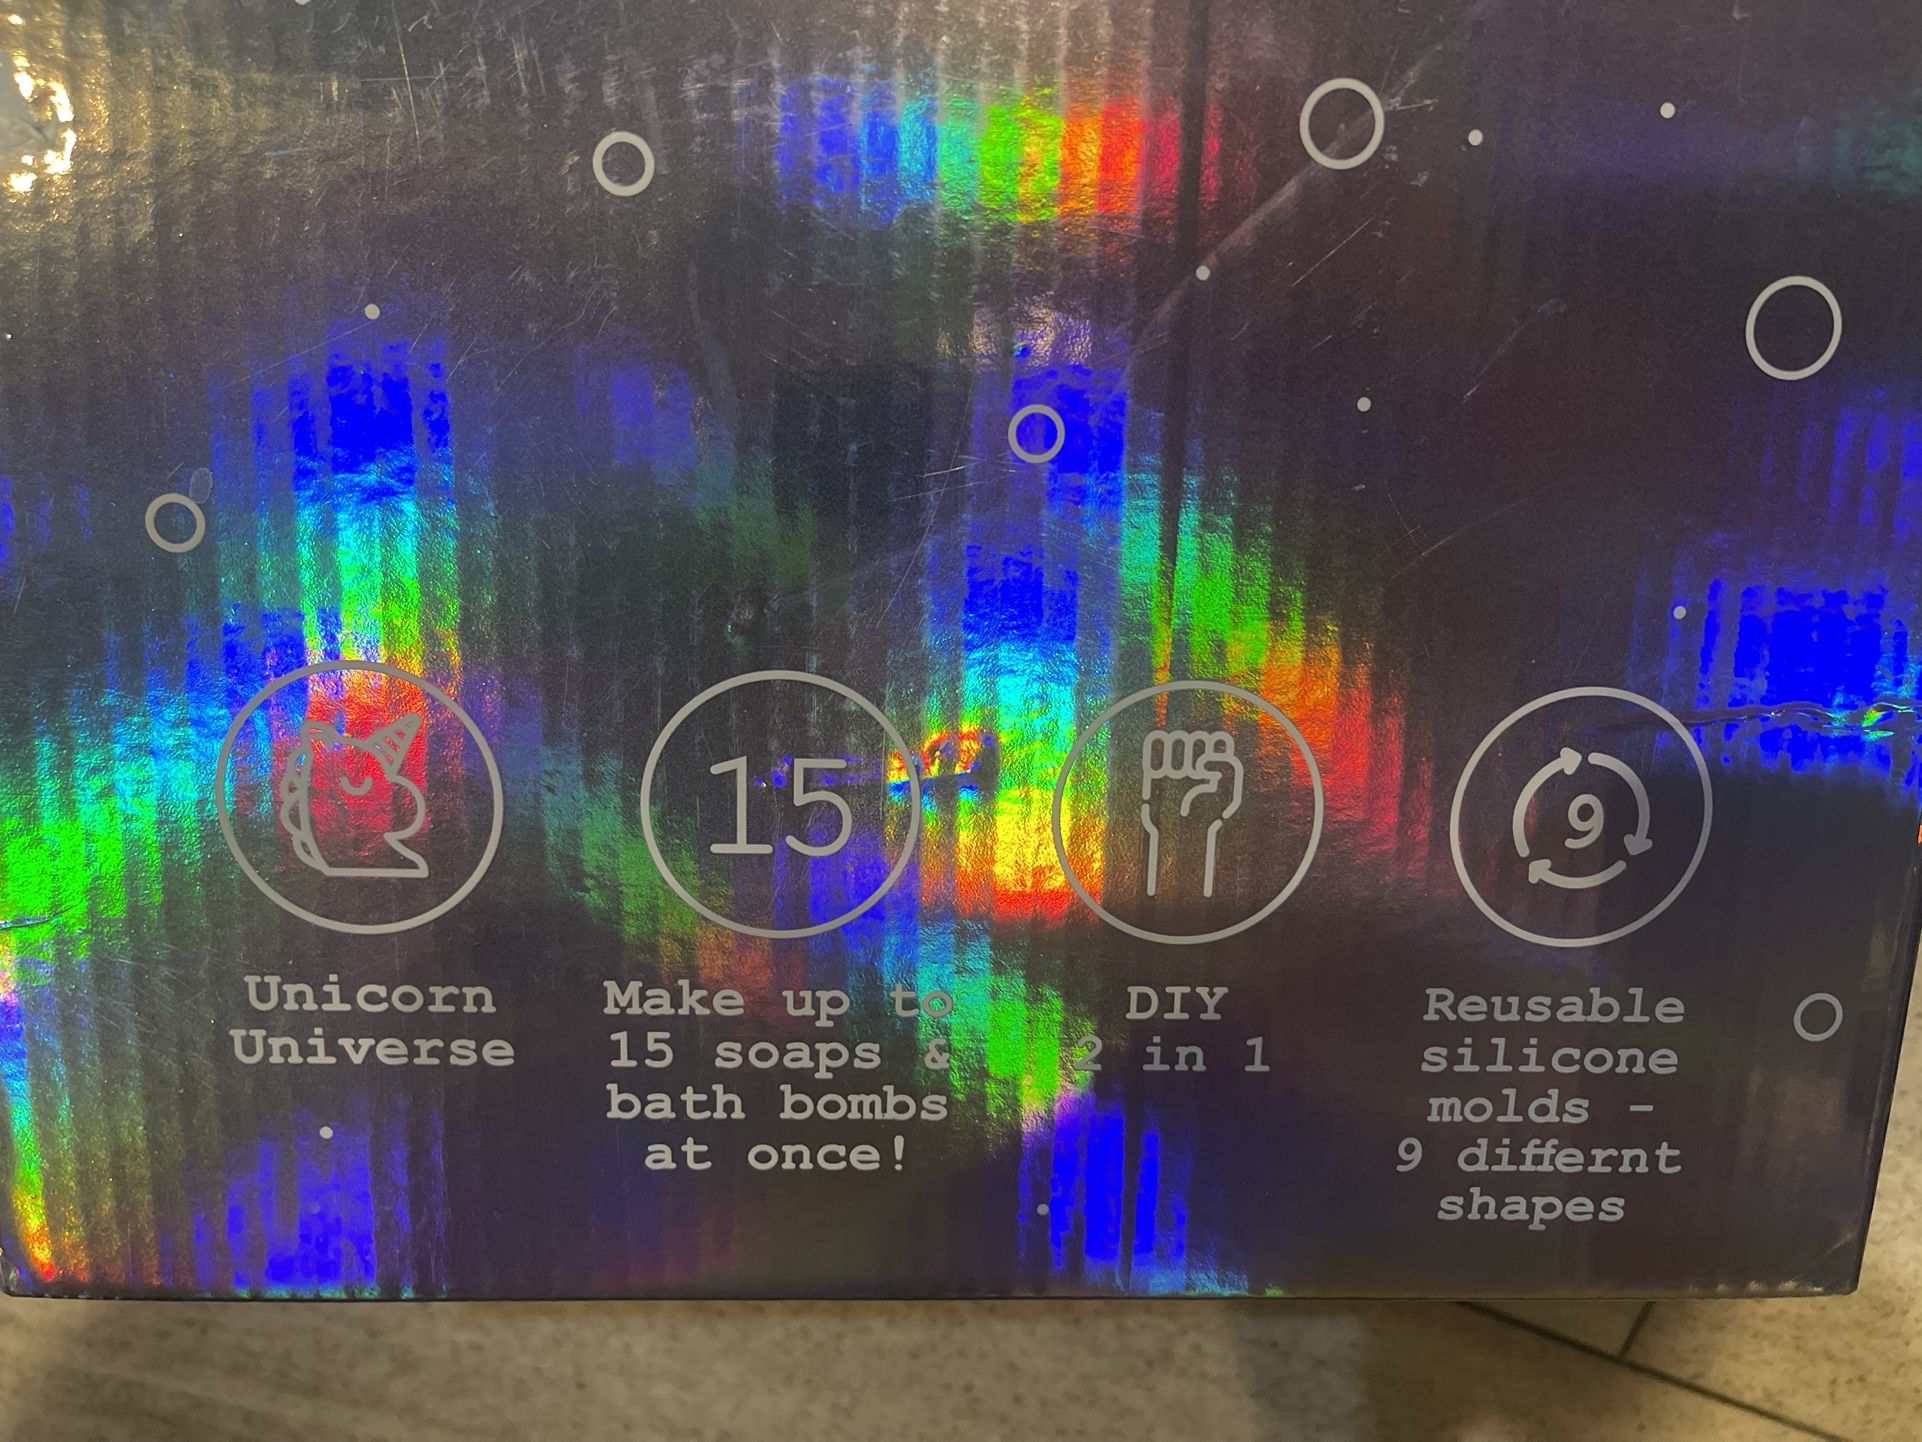 15
9
Unicorn
Universe
Make up to
15 soaps &
bath bombs
at once!
DIY
2 in 1
Reusable
silicone
molds -
9 differnt
shapes